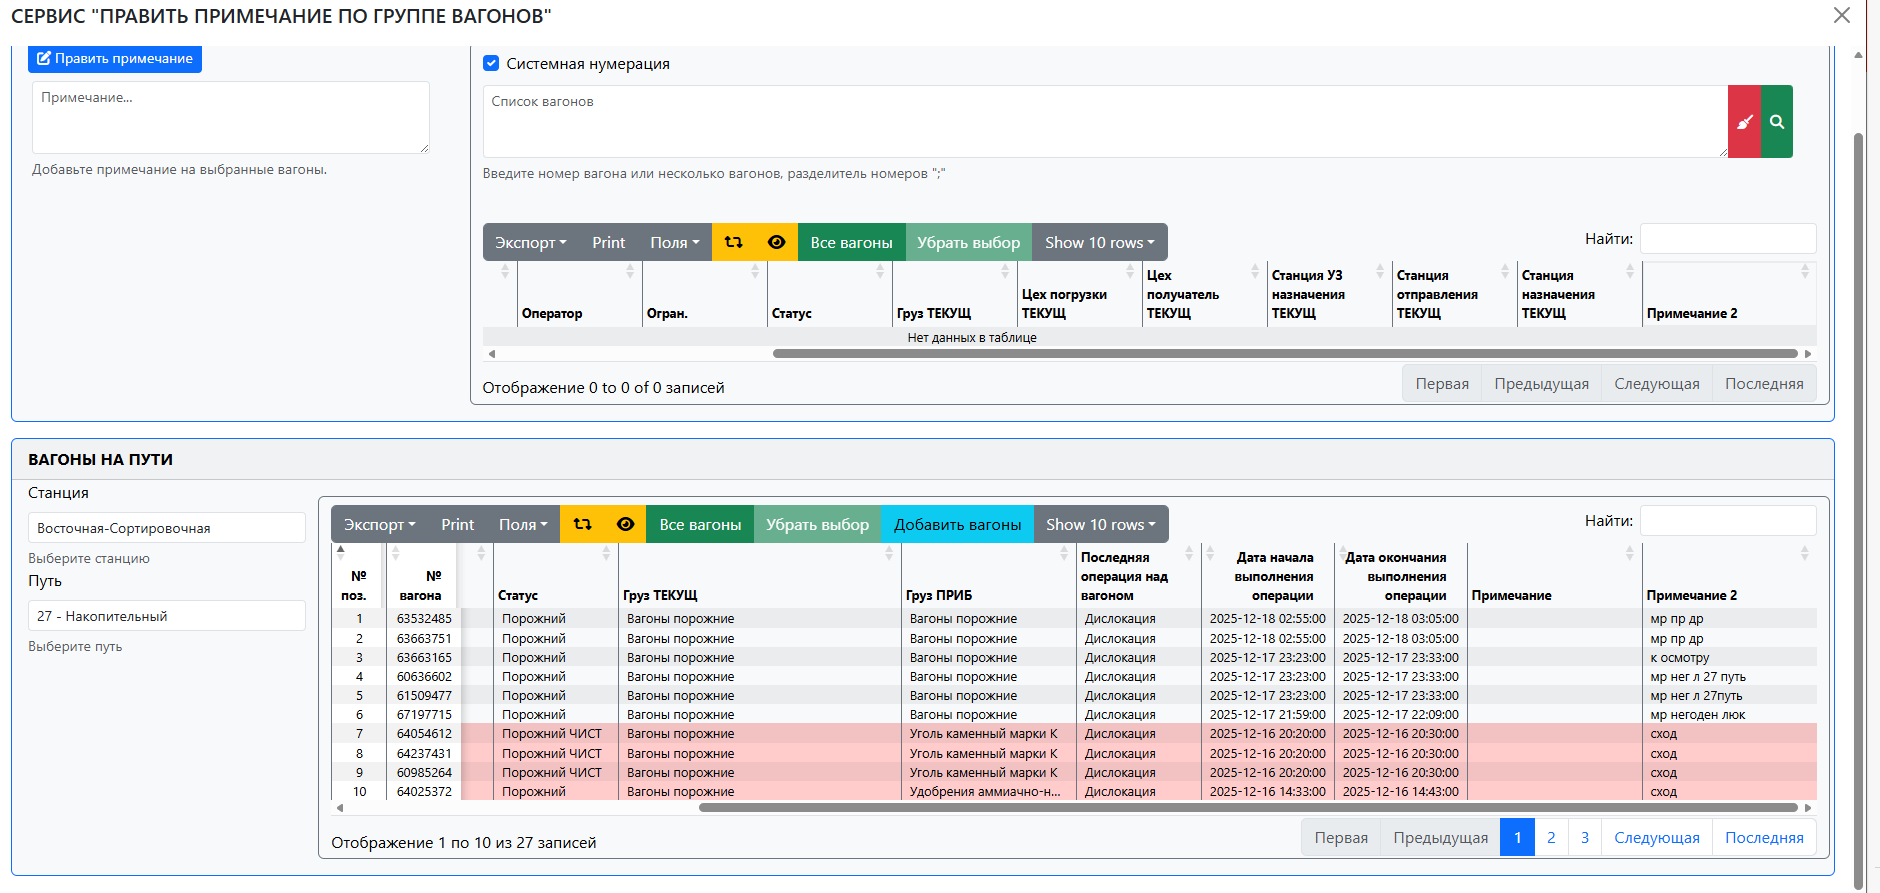 СЕРВИС "ПРАВИТЬ ПРИМЕЧАНИЕ ПО ГРУППЕ ВАГОНОВ"
Править примечание
Примечание...
Добавьте примечание на выбранные вагоны.
Системная нумерация
Список вагонов
Введите номер вагона или несколько вагонов, разделитель номеров ";"
Экспорт Print Поля Все вагоны Убрать выбор Show 10 rows Найти:
Оператор Огран. Статус Груз ТЕКУЩ Цех погрузки ТЕКУЩ Цех получатель ТЕКУЩ Станция УЗ назначения ТЕКУЩ Станция отправления ТЕКУЩ Станция назначения ТЕКУЩ Примечание 2
Нет данных в таблице
Отображение 0 to 0 of 0 записей Первая Предыдущая Следующая Последняя
ВАГОНЫ НА ПУТИ
Станция
Восточная-Сортировочная
Выберите станцию
Путь
27 - Накопительный
Выберите путь
Экспорт Print Поля Все вагоны Убрать выбор Добавить вагоны Show 10 rows Найти:
№ поз. № вагона Статус Груз ТЕКУЩ Груз ПРИБ Последняя операция над вагоном Дата начала выполнения операции Дата окончания выполнения операции Примечание Примечание 2
1 63532485 Порожний Вагоны порожние Вагоны порожние Дислокация 2025-12-18 02:55:00 2025-12-18 03:05:00 мр пр др
2 63663751 Порожний Вагоны порожние Вагоны порожние Дислокация 2025-12-18 02:55:00 2025-12-18 03:05:00 мр пр др
3 63663165 Порожний Вагоны порожние Вагоны порожние Дислокация 2025-12-17 23:23:00 2025-12-17 23:33:00 к осмотру
4 60636602 Порожний Вагоны порожние Вагоны порожние Дислокация 2025-12-17 23:23:00 2025-12-17 23:33:00 мр нег л 27 путь
5 61509477 Порожний Вагоны порожние Вагоны порожние Дислокация 2025-12-17 23:23:00 2025-12-17 23:33:00 мр нег л 27путь
6 67197715 Порожний Вагоны порожние Вагоны порожние Дислокация 2025-12-17 21:59:00 2025-12-17 22:09:00 мр негоден люк
7 64054612 Порожний ЧИСТ Вагоны порожние Уголь каменный марки К Дислокация 2025-12-16 20:20:00 2025-12-16 20:30:00 сход
8 64237431 Порожний ЧИСТ Вагоны порожние Уголь каменный марки К Дислокация 2025-12-16 20:20:00 2025-12-16 20:30:00 сход
9 60985264 Порожний ЧИСТ Вагоны порожние Уголь каменный марки К Дислокация 2025-12-16 20:20:00 2025-12-16 20:30:00 сход
10 64025372 Порожний Вагоны порожние Удобрения аммиачно-н... Дислокация 2025-12-16 14:33:00 2025-12-16 14:43:00 сход
Отображение 1 по 10 из 27 записей Первая Предыдущая 1 2 3 Следующая Последняя